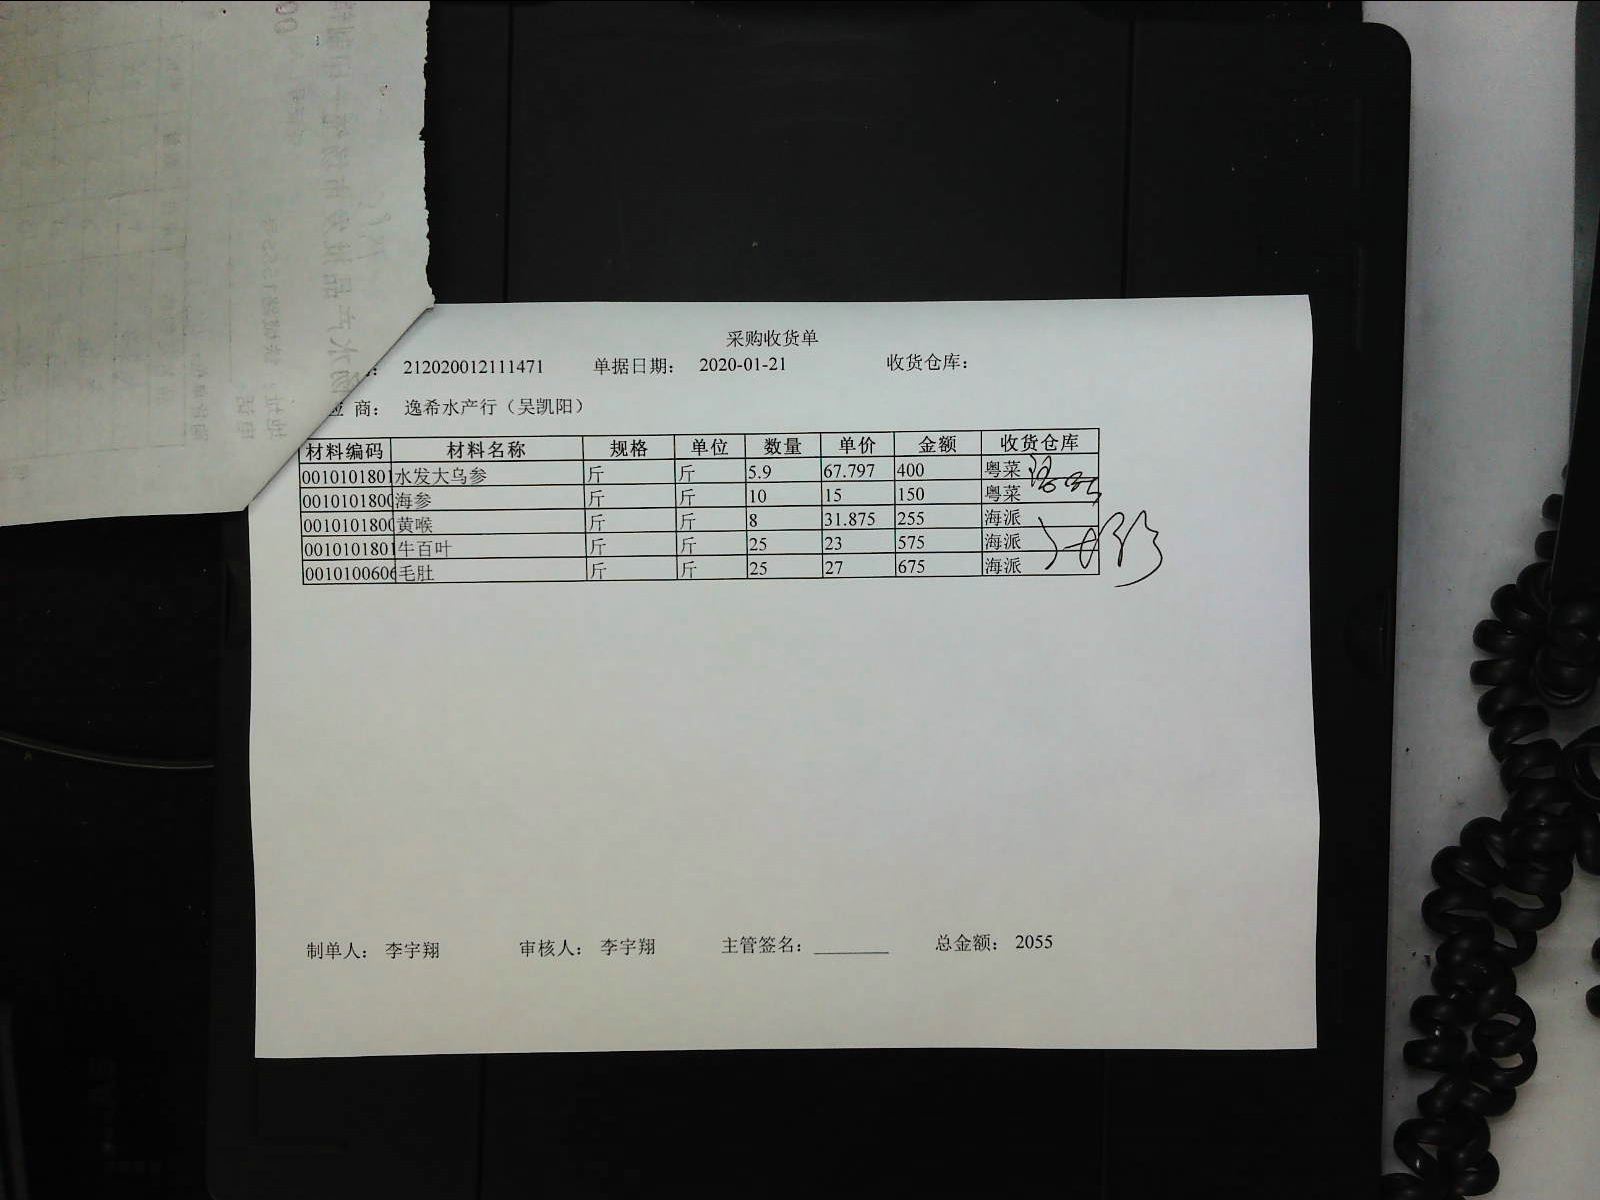 采购收货单
: 212020012111471 单据日期: 2020-01-21 收货仓库:
应 商: 逸希水产行（吴凯阳）
材料编码 材料名称 规格 单位 数量 单价 金额 收货仓库
0010101801 水发大乌参 斤 斤 5.9 67.797 400 粤菜
001010180 海参 斤 斤 10 15 150 粤菜
001010180 黄喉 斤 斤 8 31.875 255 海派
0010101801 牛百叶 斤 斤 25 23 575 海派
001010060 毛肚 斤 斤 25 27 675 海派
制单人: 李宇翔 审核人: 李宇翔 主管签名: 总金额: 2055